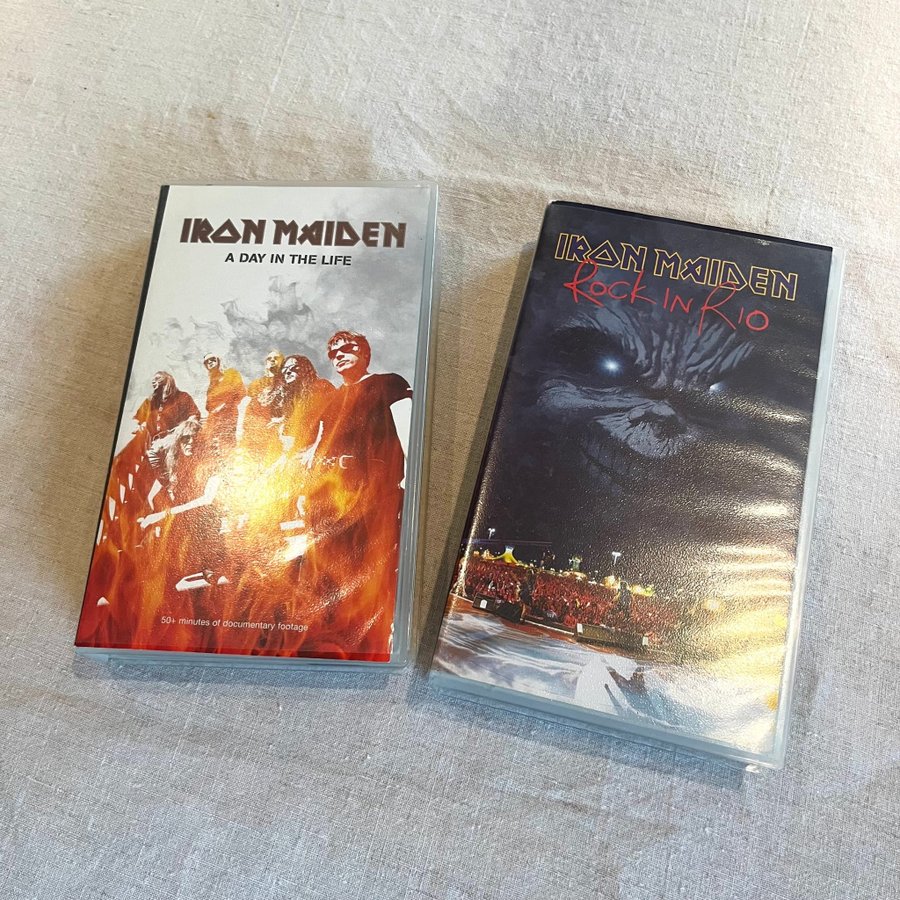 IRON MAIDEN
A DAY IN THE LIFE
50+ minutes of documentary footage
IRON MAIDEN
Rock in Rio